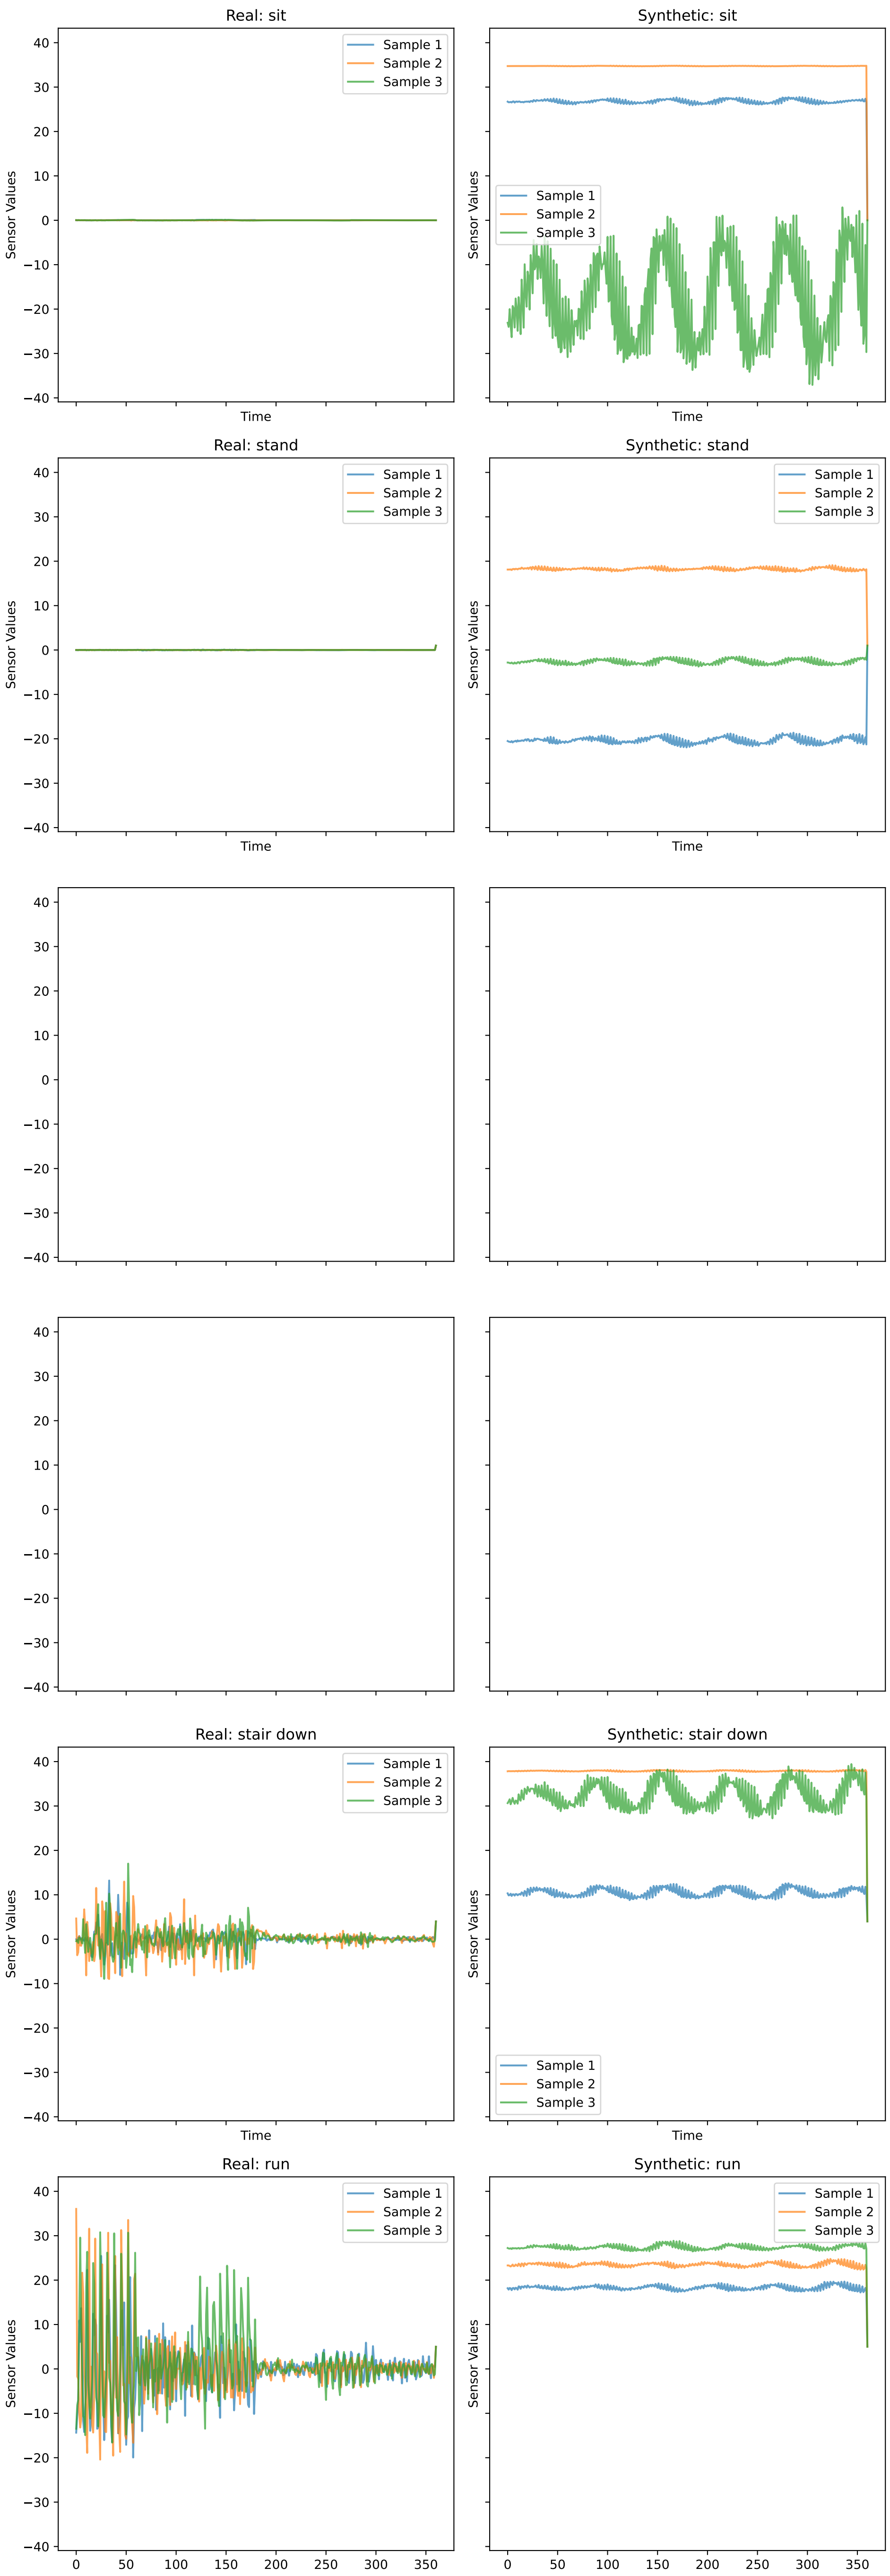 Real: sit
Synthetic: sit
40
30
20
10
0
−10
−20
−30
−40
Sensor Values
Sample 1
Sample 2
Sample 3
Time
Sensor Values
Sample 1
Sample 2
Sample 3
Time
Real: stand
Synthetic: stand
40
30
20
10
0
−10
−20
−30
−40
Sensor Values
Sample 1
Sample 2
Sample 3
Time
Sensor Values
Sample 1
Sample 2
Sample 3
Time
40
30
20
10
0
−10
−20
−30
−40
40
30
20
10
0
−10
−20
−30
−40
Real: stair down
Synthetic: stair down
40
30
20
10
0
−10
−20
−30
−40
Sensor Values
Sample 1
Sample 2
Sample 3
Time
Sensor Values
Sample 1
Sample 2
Sample 3
Time
Real: run
Synthetic: run
40
30
20
10
0
−10
−20
−30
−40
Sensor Values
Sample 1
Sample 2
Sample 3
0 50 100 150 200 250 300 350
Sensor Values
Sample 1
Sample 2
Sample 3
0 50 100 150 200 250 300 350